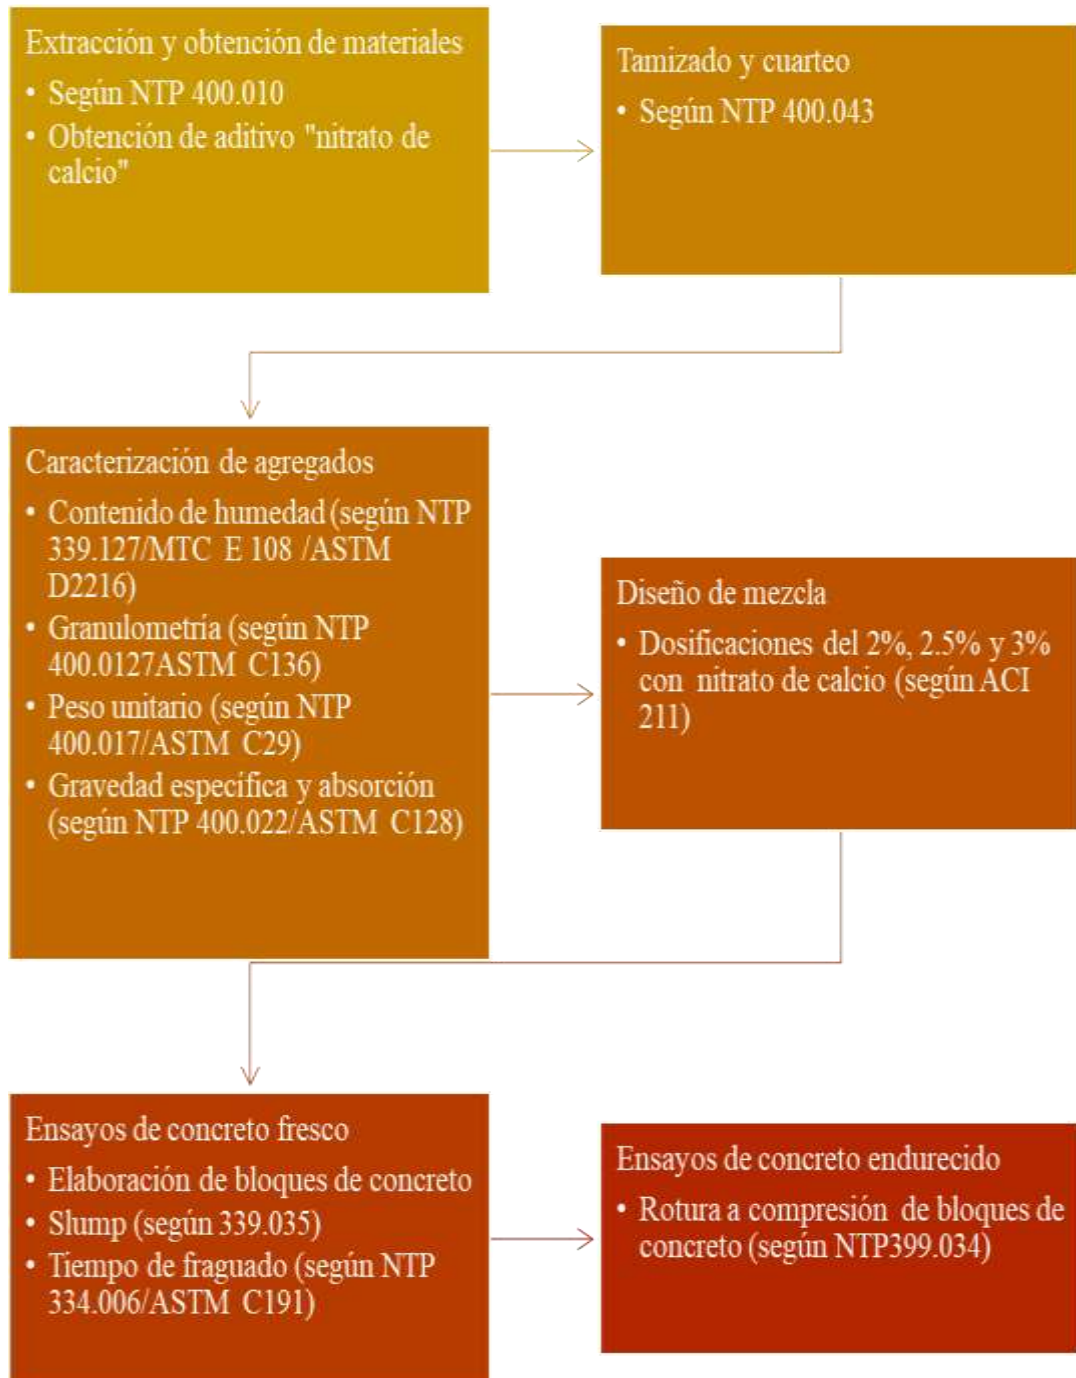 Extracción y obtención de materiales
• Según NTP 400.010
• Obtención de aditivo "nitrato de
calcio"
Tamizado y cuarteo
• Según NTP 400.043
Caracterización de agregados
• Contenido de humedad (según NTP
339.127/MTC E 108 /ASTM
D2216)
• Granulometría (según NTP
400.0127ASTM C136)
• Peso unitario (según NTP
400.017/ASTM C29)
• Gravedad específica y absorción
(según NTP 400.022/ASTM C128)
Diseño de mezcla
• Dosificaciones del 2%, 2.5% y 3%
con nitrato de calcio (según ACI
211)
Ensayos de concreto fresco
• Elaboración de bloques de concreto
• Slump (según 339.035)
• Tiempo de fraguado (según NTP
334.006/ASTM C191)
Ensayos de concreto endurecido
• Rotura a compresión de bloques de
concreto (según NTP399.034)